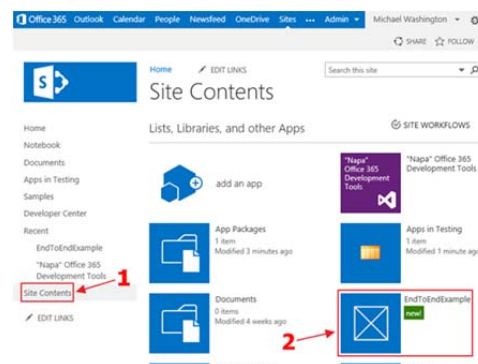 Office 365 Outlook Calendar People Newsfeed OneDrive Sites ••• Admin Michael Washington
SHARE FOLLOW
S
Home EDIT LINKS
Search this site
Site Contents
Home
Notebook
Documents
Apps in Testing
Samples
Developer Center
Recent
EndToEndExample
"Napa" Office 365
Development Tools
Site Contents
EDIT LINKS
1
Lists, Libraries, and other Apps
SITE WORKFLOWS
add an app
"Napa"
Office 365
Development
Tools
"Napa" Office 365
Development Tools
App Packages
1 item
Modified 3 minutes ago
Apps in Testing
1 item
Modified 1 minute ago
Documents
0 items
Modified 4 weeks ago
2
EndToEndExample
new!